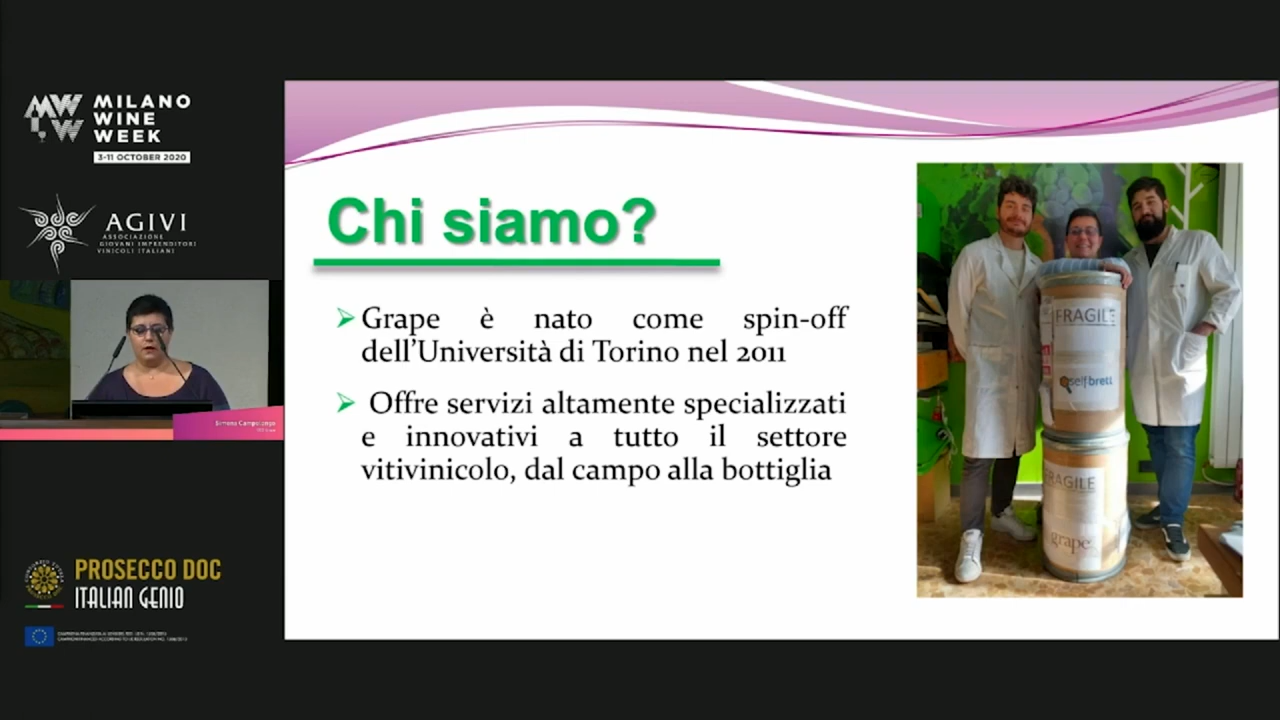 MILANO
WINE
WEEK
3-11 OCTOBER 2020
AGIVI
ASSOCIAZIONE
GIOVANI IMPRENDITORI
VINICOLI ITALIANI
Simona Campolongo
PROSECCO DOC
ITALIAN GENIO
Chi siamo?
Grape è nato come spin-off
dell'Università di Torino nel 2011
Offre servizi altamente specializzati
e innovativi a tutto il settore
vitivinicolo, dal campo alla bottiglia
FRAGILE
selfbrett
FRAGILE
grape